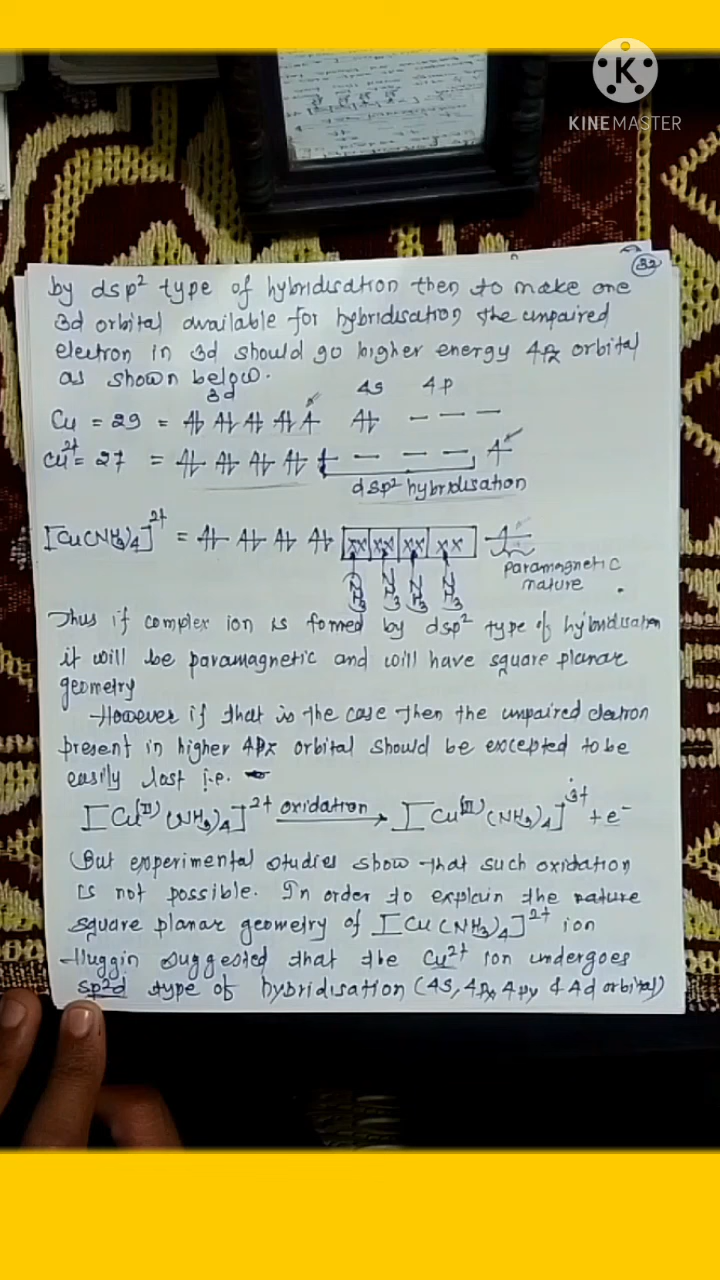 K
KINEMASTER
32
by dsp² type of hybridisation then to make one
3d orbital available for hybridisation the unpaired
electron in 3d should go higher energy 4Pz orbital
as shown below.
3d 4s 4p
Cu = 29 = ⥮ ⥮ ⥮ ⥮ ↿ ⥮ — — —
Cu²⁺ = 27 = ⥮ ⥮ ⥮ ⥮ — — — ↿
dsp² hybridisation
[Cu(NH₃)₄]²⁺ = ⥮ ⥮ ⥮ ⥮ xx xx xx xx ↿
paramagnetic
nature
NH₃ NH₃ NH₃ NH₃
Thus if complex ion is fomed by dsp² type of hybridisation
it will be paramagnetic and will have square planar
geometry
However if that is the case then the unpaired electron
present in higher 4Pz orbital should be excepted to be
easily lost i.e.
[Cu(II)(NH₃)₄]²⁺ oxidation → [Cu(III)(NH₃)₄]³⁺ + e⁻
But experimental studies show that such oxidation
is not possible. In order to explain the nature
square planar geometry of [Cu(NH₃)₄]²⁺ ion
Huggin suggested that the Cu²⁺ ion undergoes
sp²d type of hybridisation (4s, 4Px, 4Py & 4d orbital)